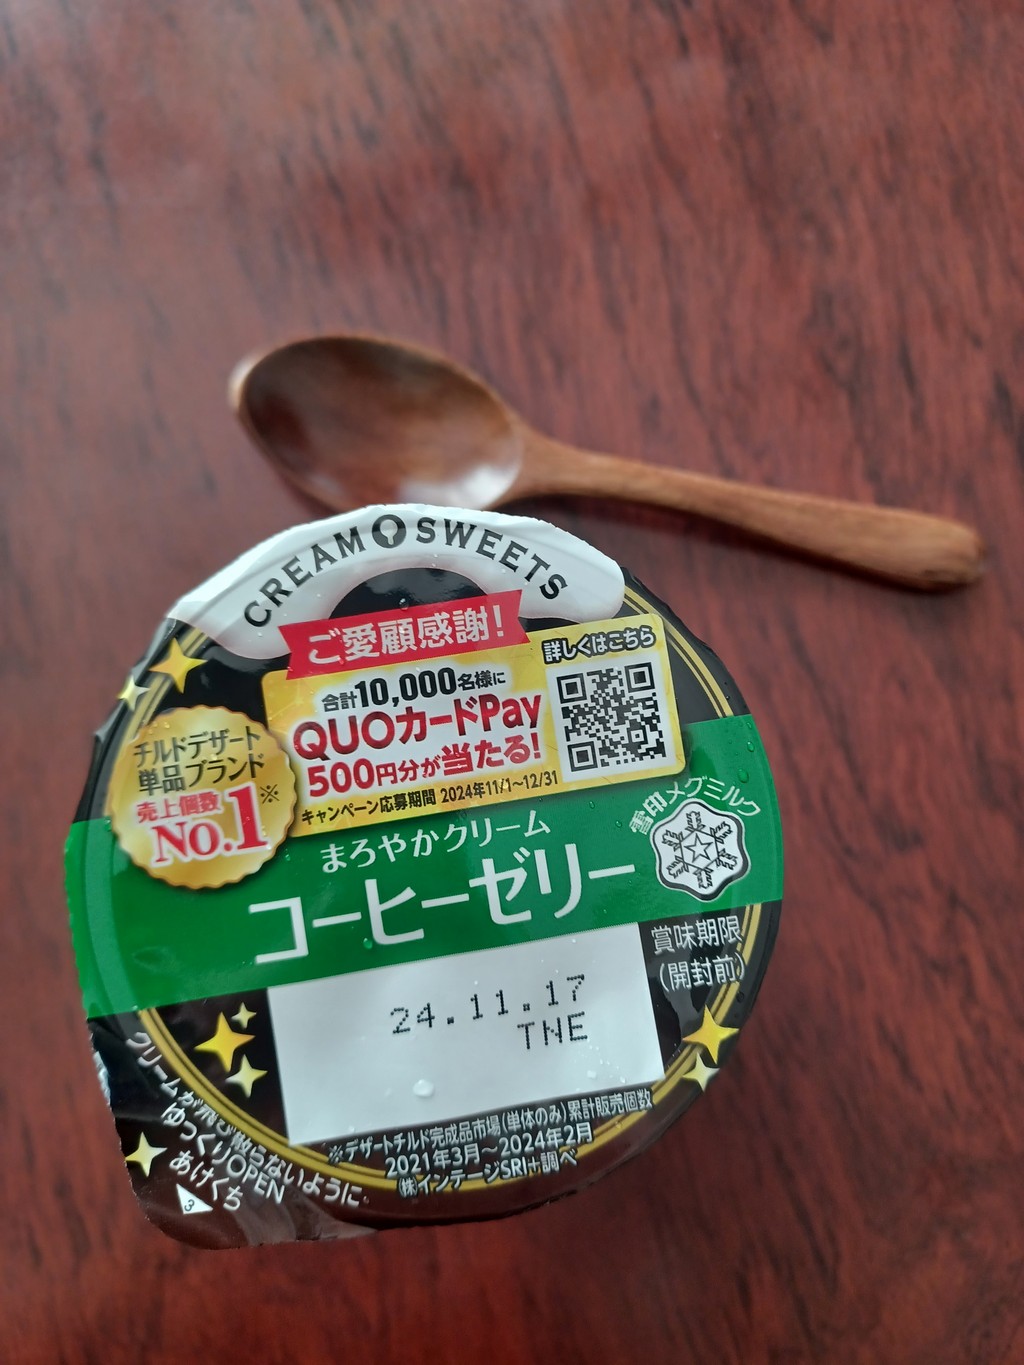 CREAM SWEETS
ご愛顧感謝!
詳しくはこちら
合計10,000名様に
QUOカードPay
500円分が当たる!
キャンペーン応募期間 2024年11/1~12/31
チルドデザート
単品ブランド
売上個数
No.1※
まろやかクリーム
コーヒーゼリー
雪印メグミルク
賞味期限
(開封前)
24.11.17
TNE
※デザートチルド完成品市場(単体のみ)累計販売個数
2021年3月~2024年2月
(株)インテージSRI+調べ
クリームが飛び散らないように
ゆっくりOPEN
あけくち
3